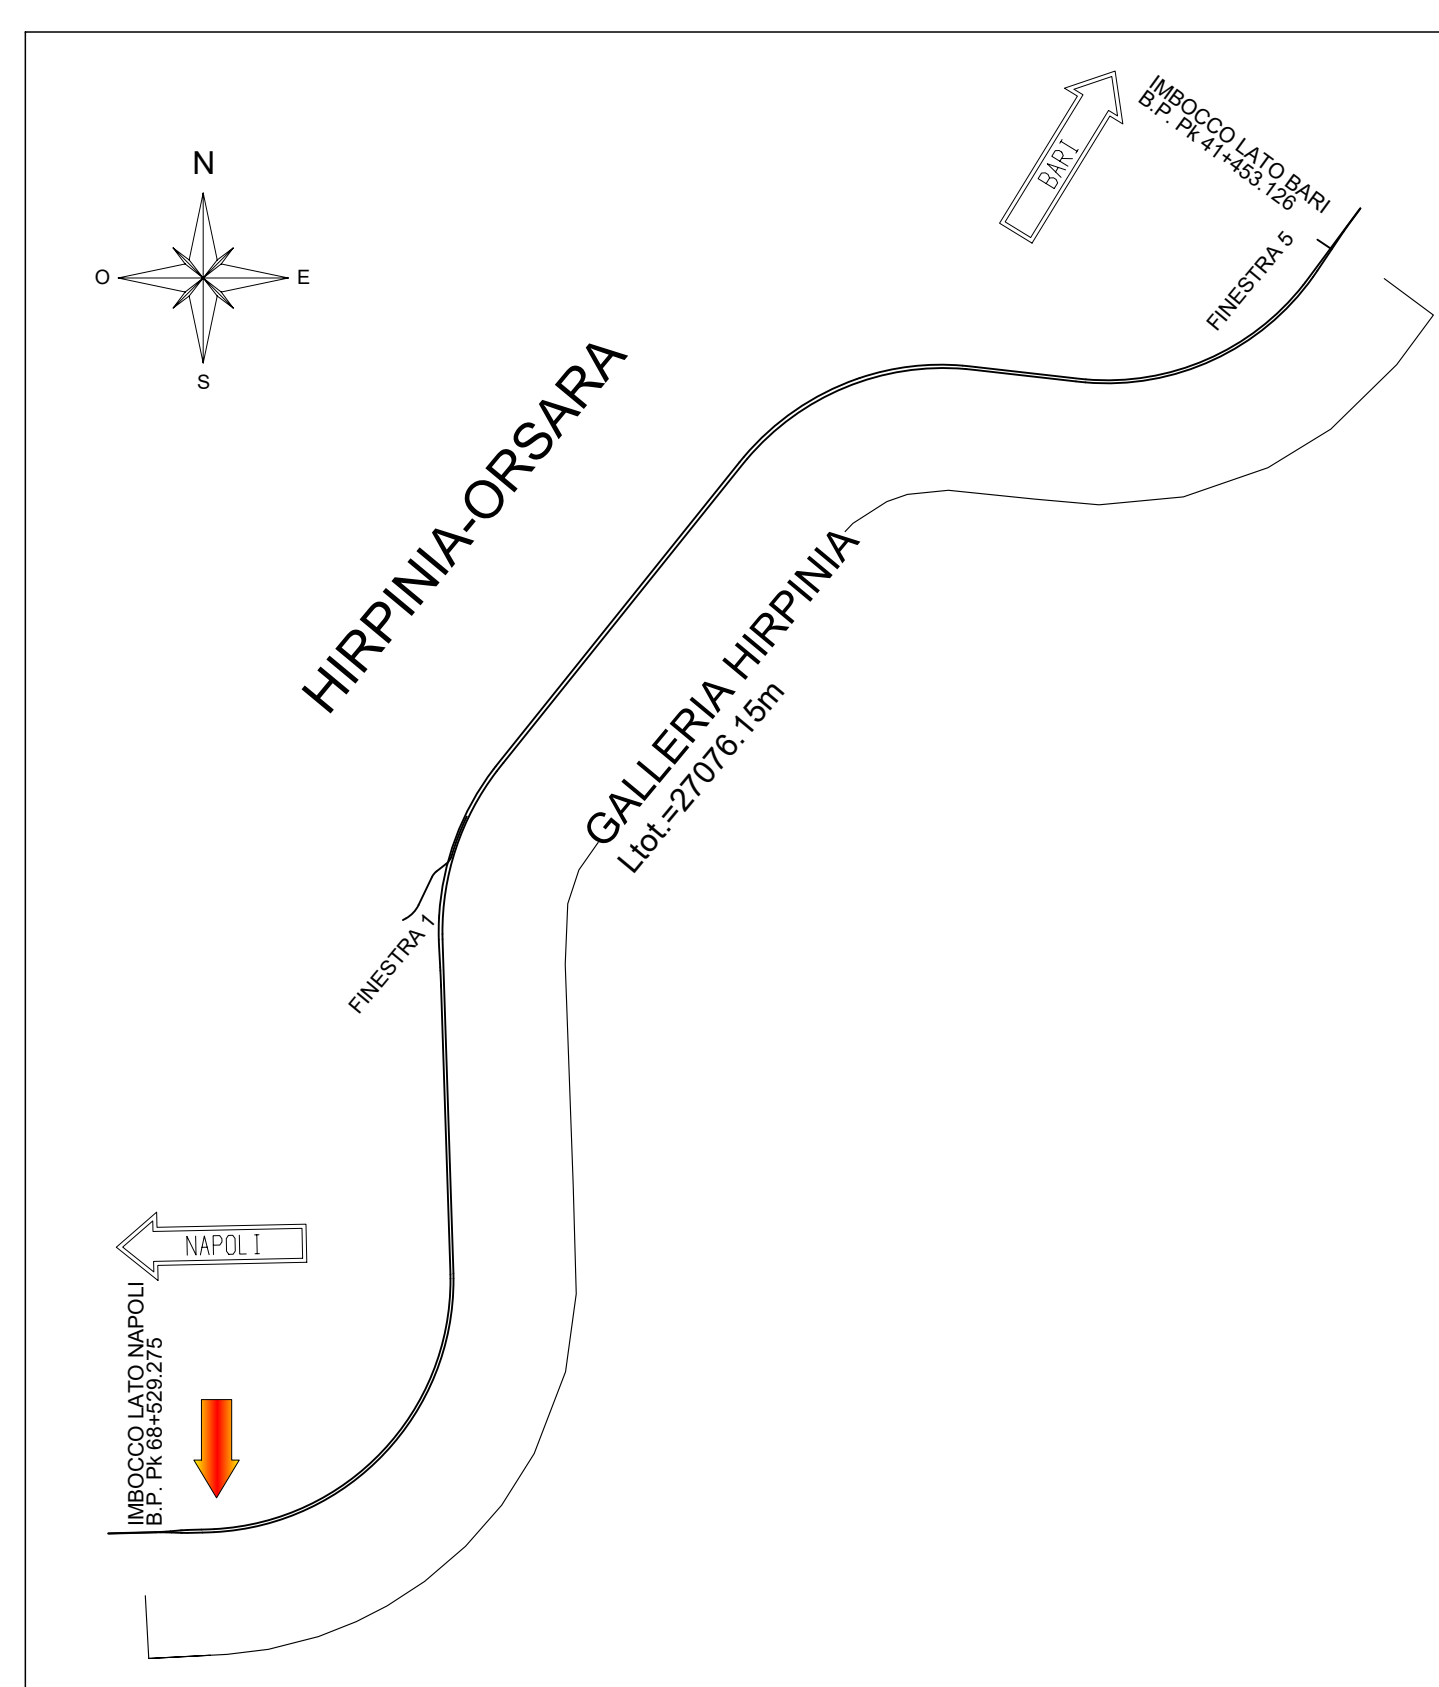 IMBOCCO LATO BARI
B.P. Pk 41+453.126
BARI
N
O
E
S
FINESTRA 5
HIRPINIA-ORSARA
GALLERIA HIRPINIA
Ltot.=27076.15m
FINESTRA 1
NAPOLI
IMBOCCO LATO NAPOLI
B.P. Pk 68+529.275